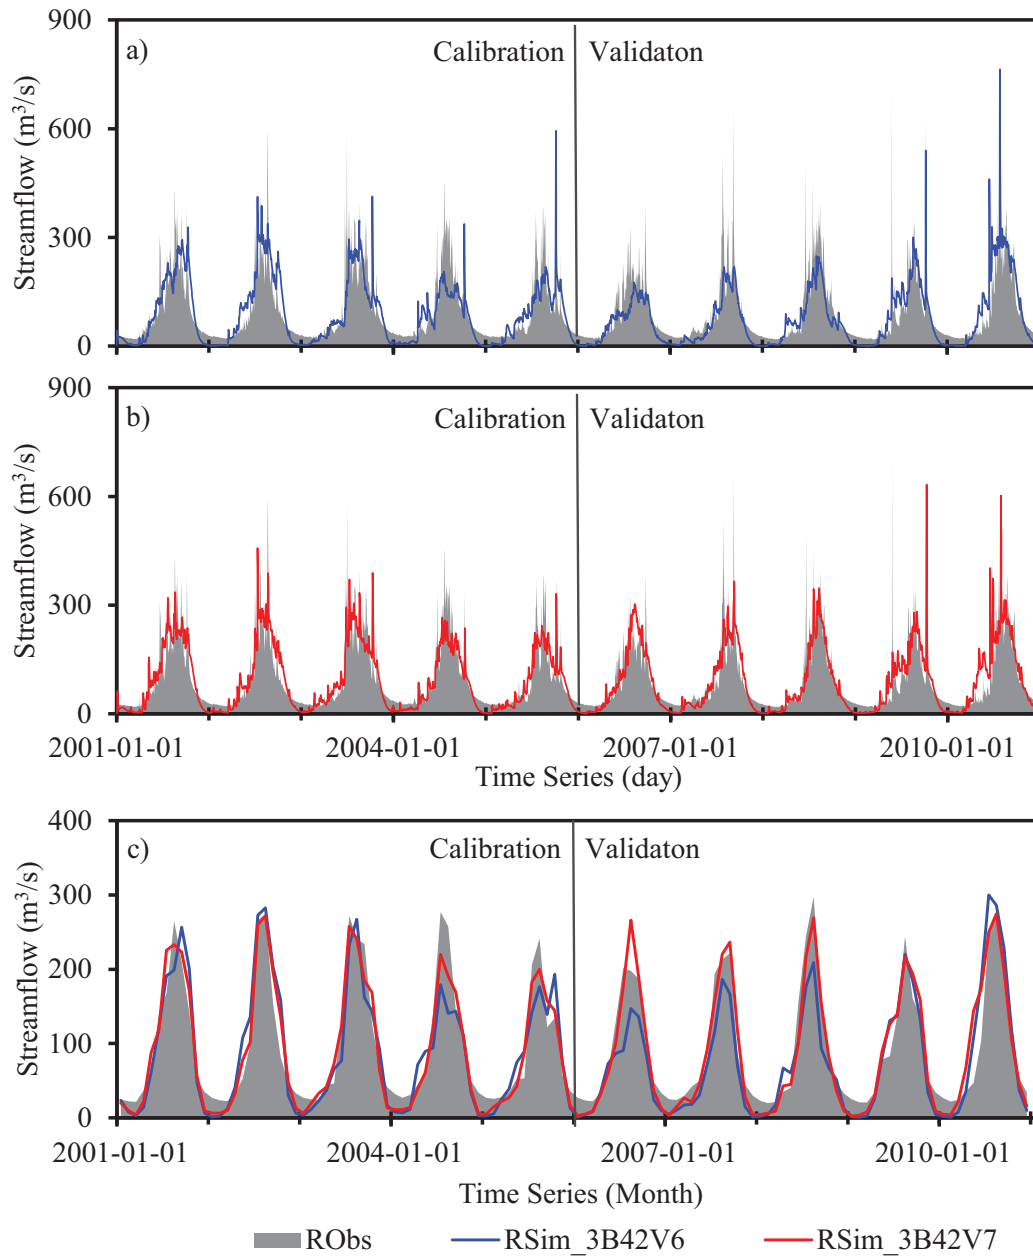 900
a)
Calibration
Validaton
600
300
0
Streamflow (m³/s)
900
b)
Calibration
Validaton
600
300
0
Streamflow (m³/s)
2001-01-01
2004-01-01
2007-01-01
2010-01-01
Time Series (day)
400
c)
Calibration
Validaton
300
200
100
0
Streamflow (m³/s)
2001-01-01
2004-01-01
2007-01-01
2010-01-01
Time Series (Month)
RObs
RSim_3B42V6
RSim_3B42V7